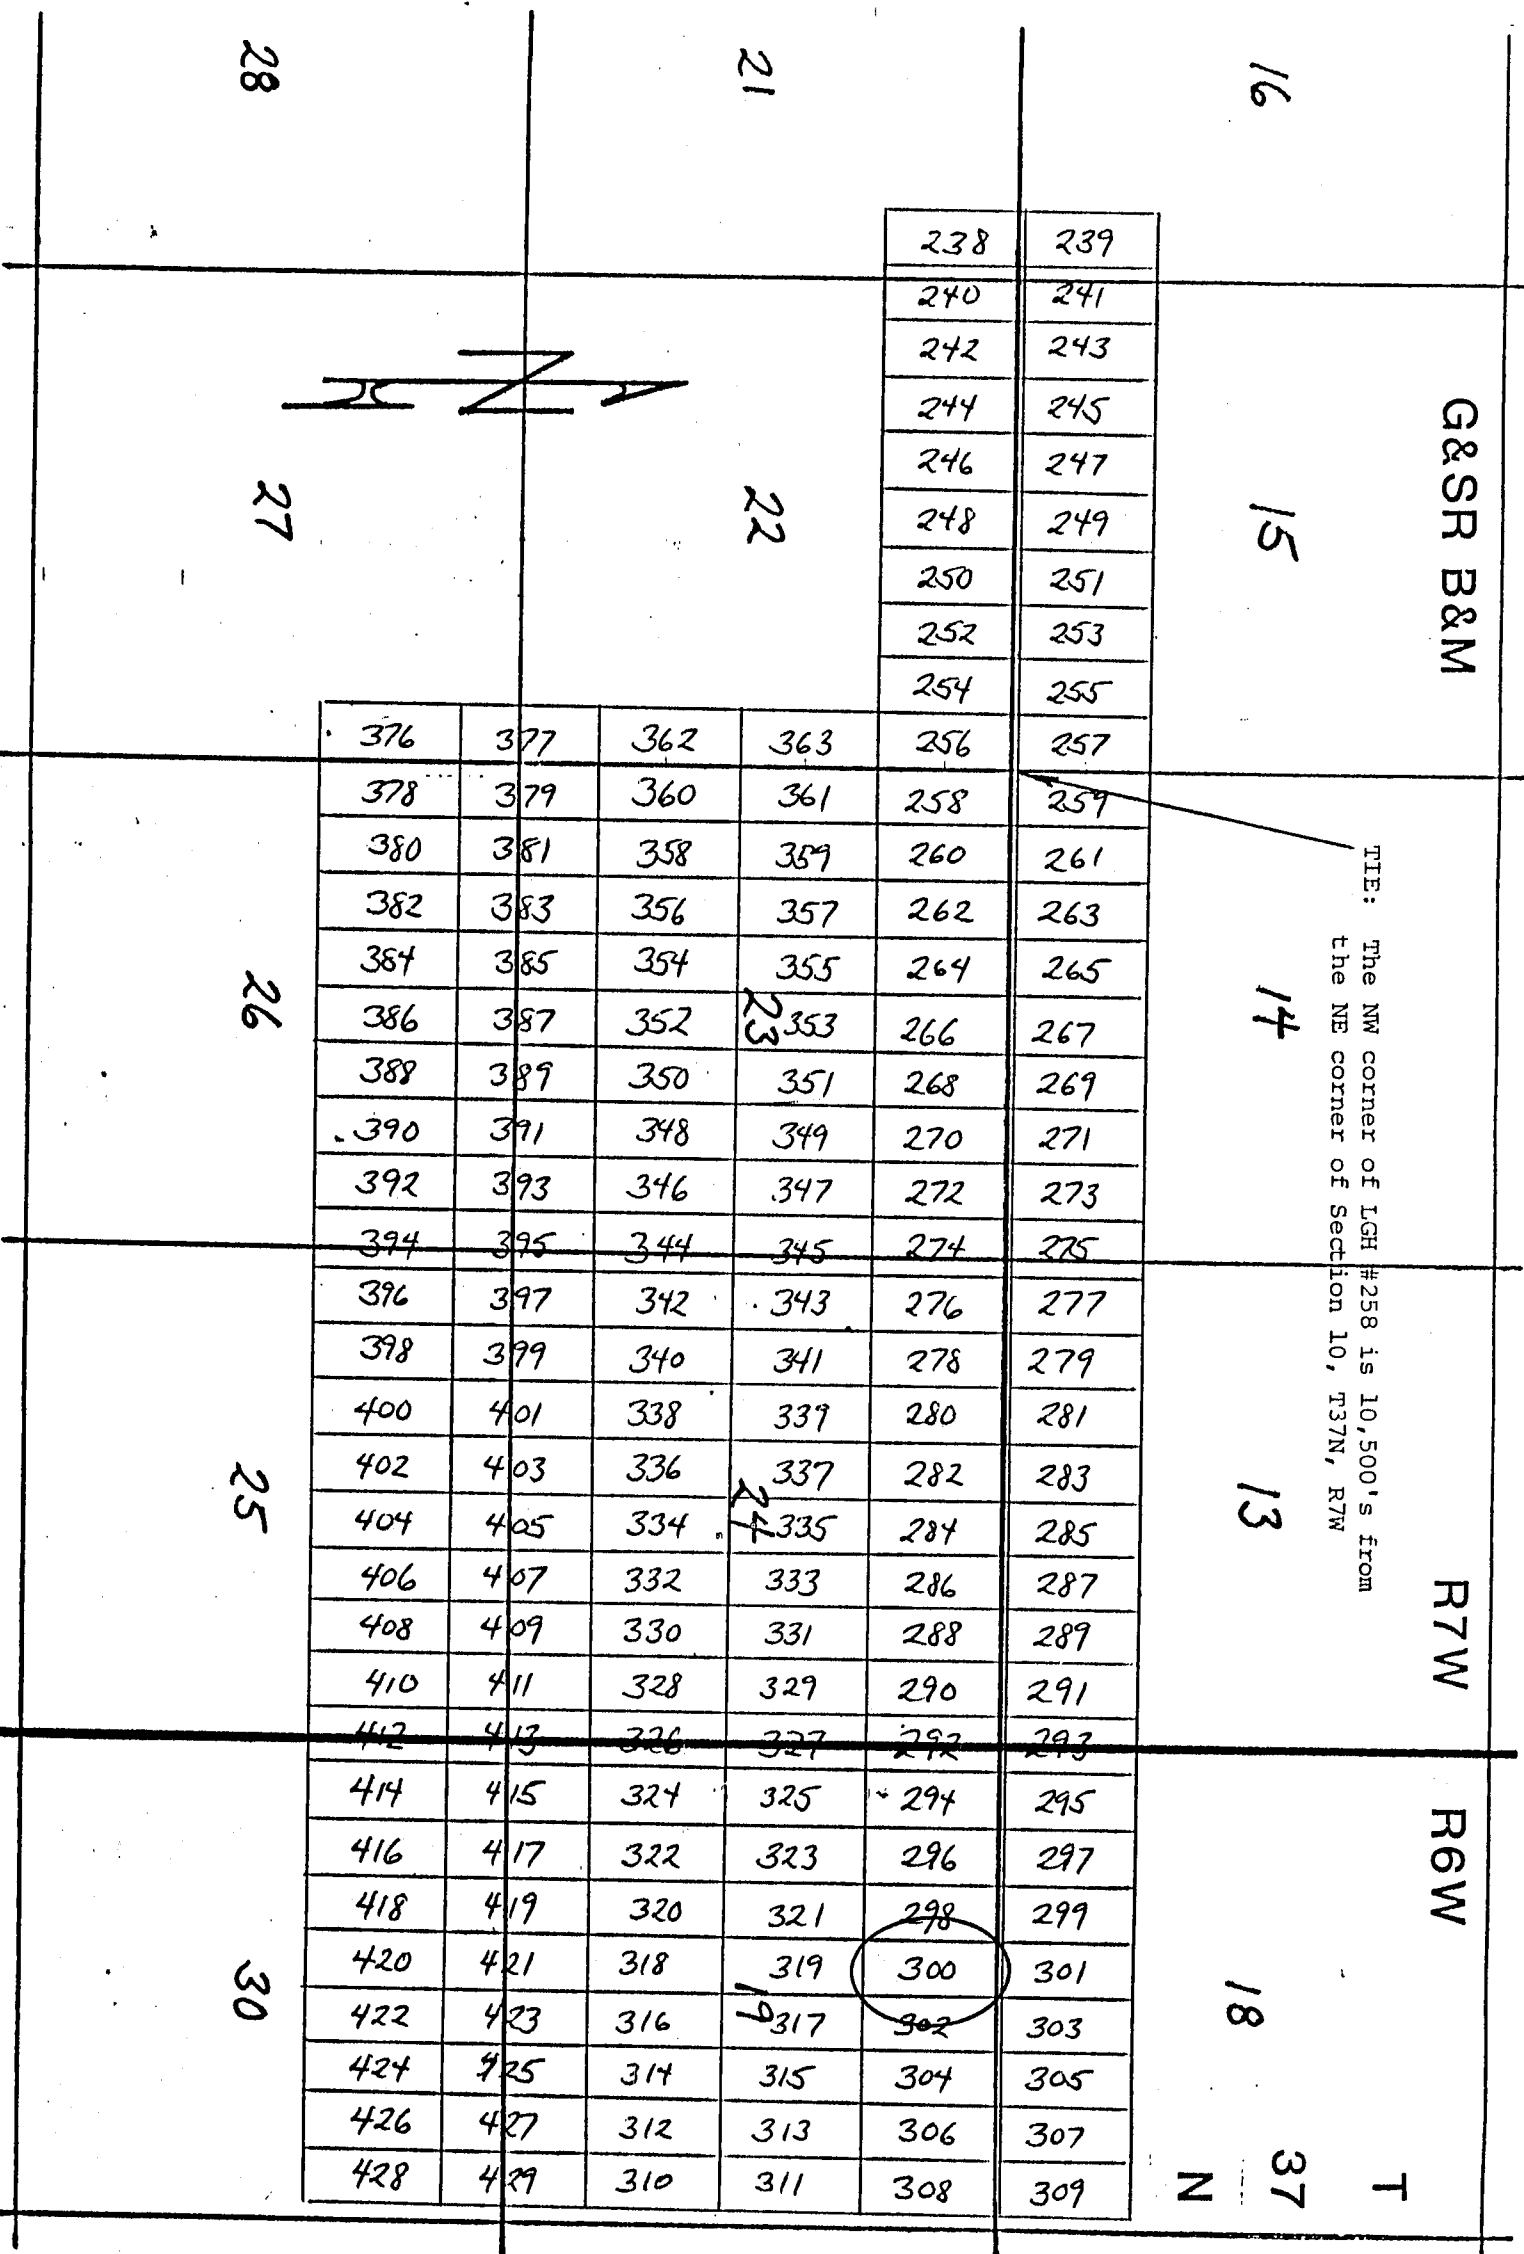 G&SR B&M
R7W
R6W
T
37
N
TIE: The NW corner of LGH #258 is 10,500's from
the NE corner of Section 10, T37N, R7W
16
15
14
13
18
21
22
23
24
19
28
27
26
25
30
N
238 239
240 241
242 243
244 245
246 247
248 249
250 251
252 253
254 255
376 377 362 363 256 257
378 379 360 361 258 259
380 381 358 359 260 261
382 383 356 357 262 263
384 385 354 355 264 265
386 387 352 353 266 267
388 389 350 351 268 269
390 391 348 349 270 271
392 393 346 347 272 273
394 395 344 345 274 275
396 397 342 343 276 277
398 399 340 341 278 279
400 401 338 339 280 281
402 403 336 337 282 283
404 405 334 335 284 285
406 407 332 333 286 287
408 409 330 331 288 289
410 411 328 329 290 291
412 413 326 327 292 293
414 415 324 325 294 295
416 417 322 323 296 297
418 419 320 321 298 299
420 421 318 319 300 301
422 423 316 317 302 303
424 425 314 315 304 305
426 427 312 313 306 307
428 429 310 311 308 309